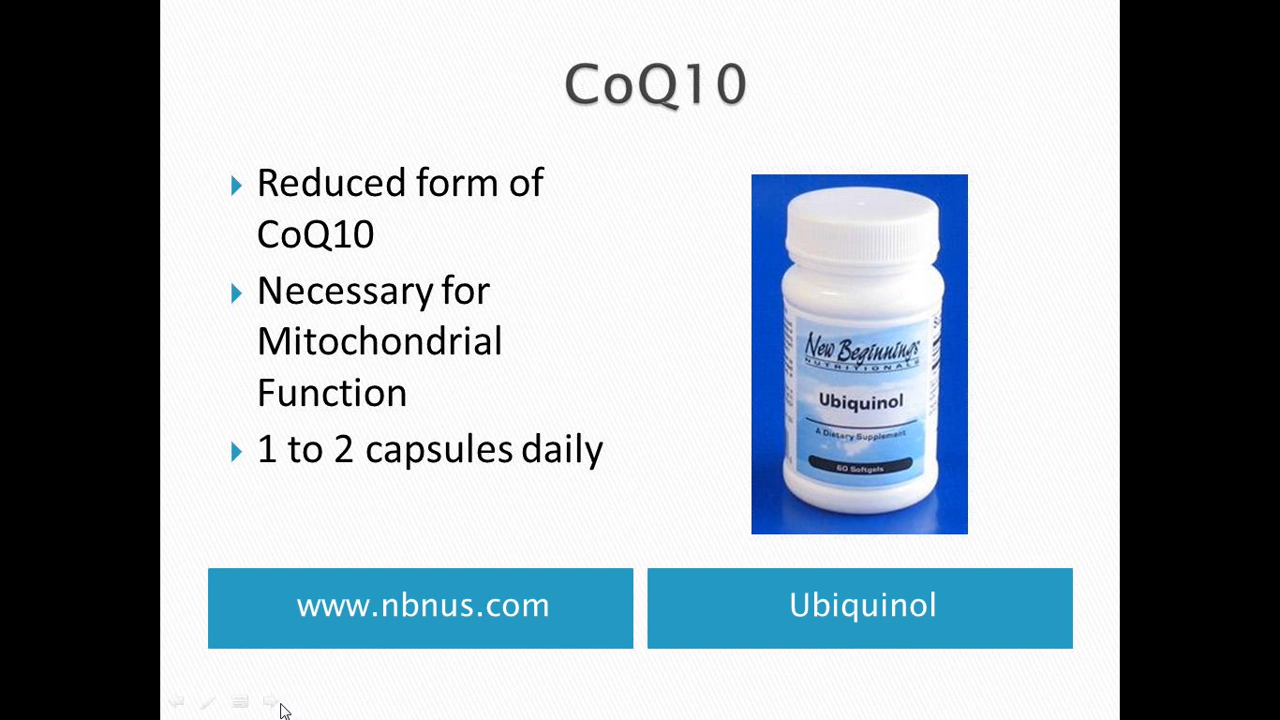 CoQ10
Reduced form of
CoQ10
Necessary for
Mitochondrial
Function
1 to 2 capsules daily
New Beginnings
NUTRITIONALS
Ubiquinol
A Dietary Supplement
60 Softgels
www.nbnus.com
Ubiquinol